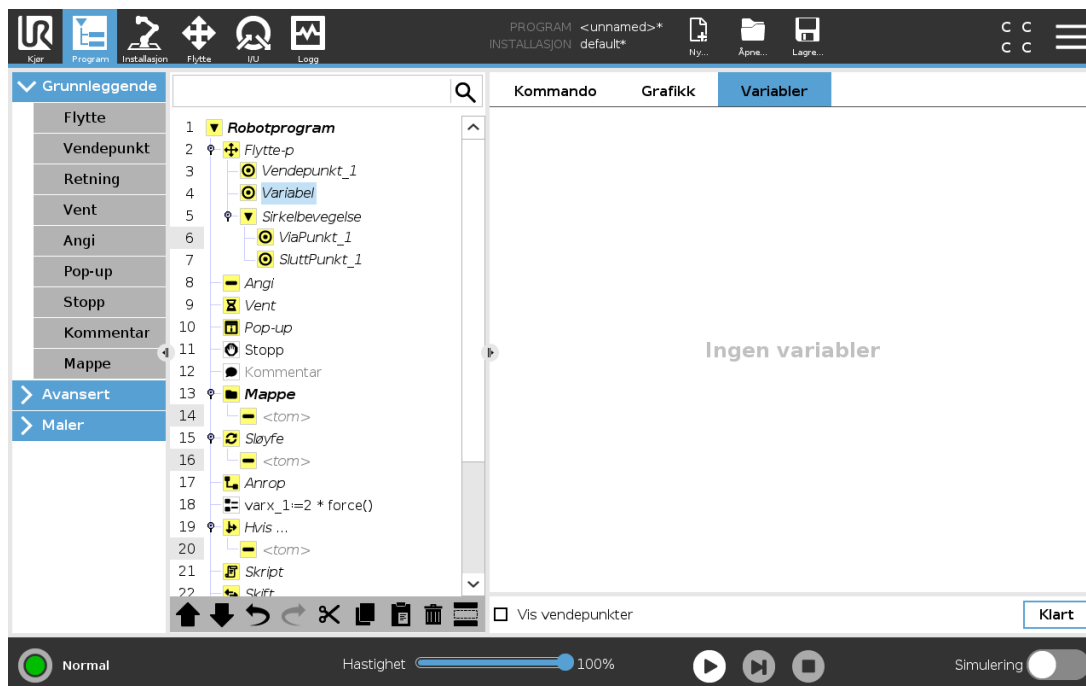 PROGRAM <unnamed>*
INSTALLASJON default*
Ny... Åpne... Lagre...
C C
C C
Kjør Program Installasjon Flytte I/U Logg
Grunnleggende
Flytte
Vendepunkt
Retning
Vent
Angi
Pop-up
Stopp
Kommentar
Mappe
Avansert
Maler
1 Robotprogram
2 Flytte-p
3 Vendepunkt_1
4 Variabel
5 Sirkelbevegelse
6 ViaPunkt_1
7 SluttPunkt_1
8 Angi
9 Vent
10 Pop-up
11 Stopp
12 Kommentar
13 Mappe
14 <tom>
15 Sløyfe
16 <tom>
17 Anrop
18 varx_1:=2 * force()
19 Hvis ...
20 <tom>
21 Skript
22 Skift
Kommando Grafikk Variabler
Ingen variabler
Vis vendepunkter
Klart
Normal
Hastighet 100%
Simulering